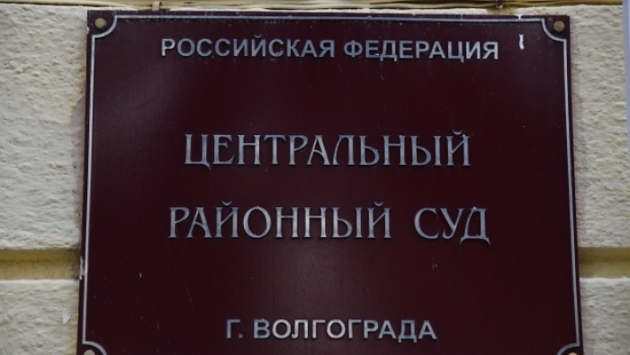 РОССИЙСКАЯ ФЕДЕРАЦИЯ
ЦЕНТРАЛЬНЫЙ
РАЙОННЫЙ СУД
Г. ВОЛГОГРАДА